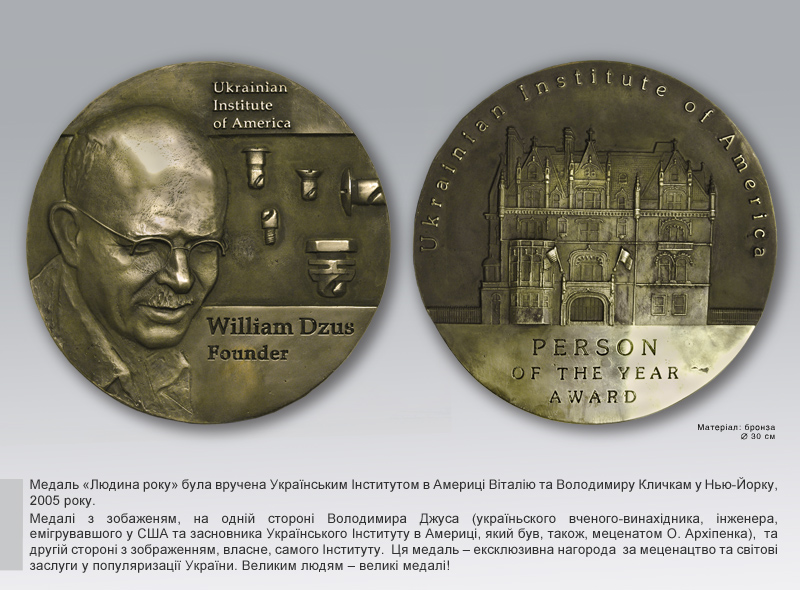 Ukrainian
Institute
of America
William Dzus
Founder
Ukrainian Institute of America
PERSON
OF THE YEAR
AWARD
Матеріал: бронза
Ø 30 см
Медаль «Людина року» була вручена Українським Інститутом в Америці Віталію та Володимиру Кличкам у Нью-Йорку,
2005 року.
Медалі з зобаженям, на одній стороні Володимира Джуса (україньского вченого-винахідника, інженера,
емігрувавшого у США та засновника Українського Інституту в Америці, який був, також, меценатом О. Архіпенка), та
другій стороні з зображенням, власне, самого Інституту. Ця медаль – ексклюзивна нагорода за меценацтво та світові
заслуги у популяризації України. Великим людям – великі медалі!